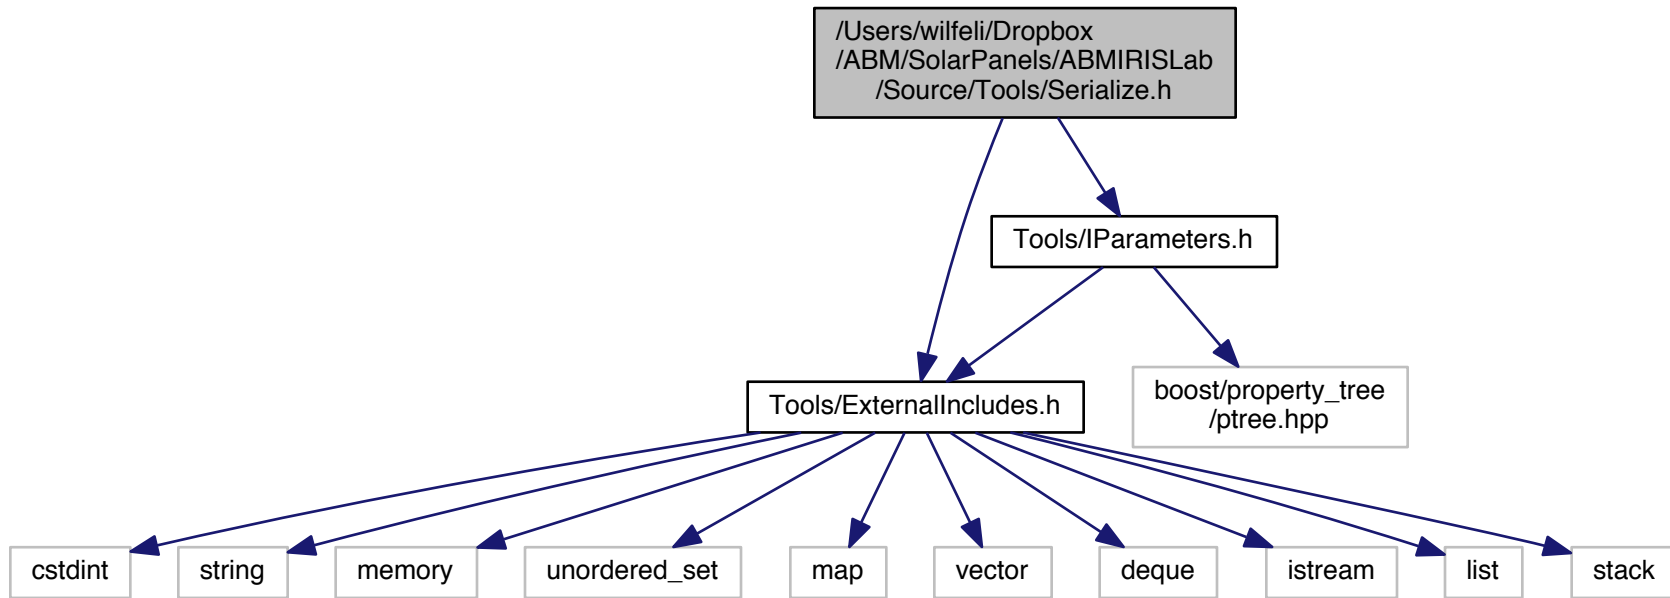 /Users/wilfeli/Dropbox
/ABM/SolarPanels/ABMIRISLab
/Source/Tools/Serialize.h
Tools/IParameters.h
Tools/ExternalIncludes.h
boost/property_tree
/ptree.hpp
cstdint
string
memory
unordered_set
map
vector
deque
istream
list
stack